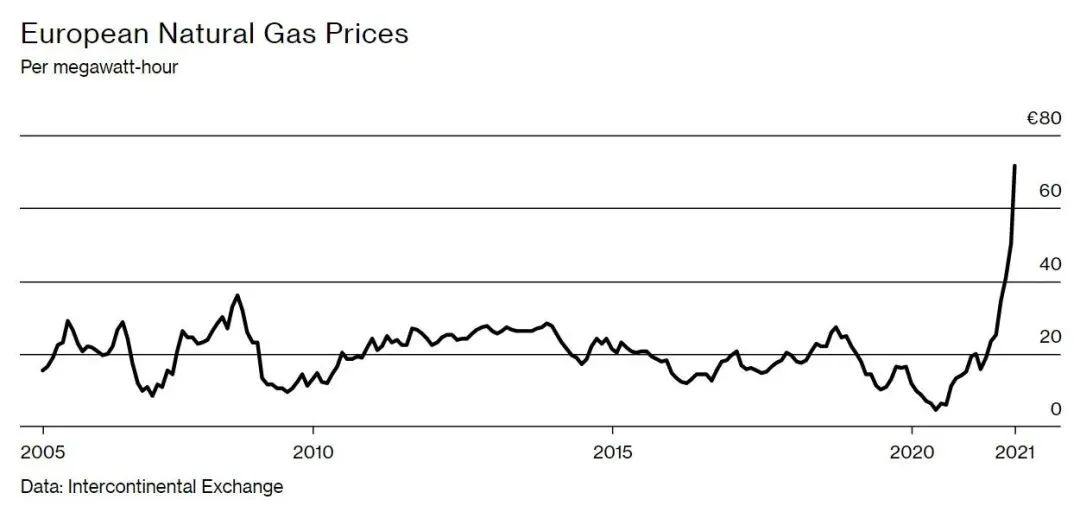 European Natural Gas Prices
Per megawatt-hour
€80
60
40
20
0
2005 2010 2015 2020 2021
Data: Intercontinental Exchange